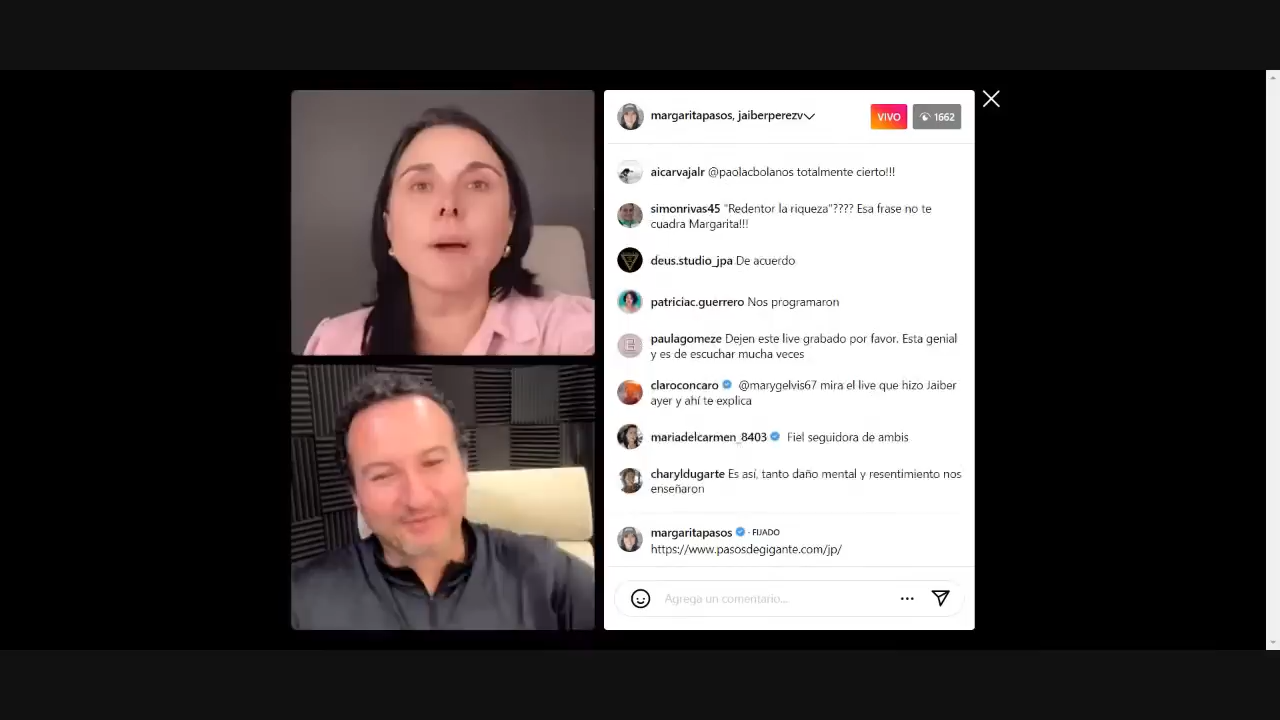 margaritapasos, jaiberperezv
VIVO
1662
aicarvajalr @paolacbolanos totalmente cierto!!!
simonrivas45 "Redentor la riqueza"???? Esa frase no te
cuadra Margarita!!!
deus.studio_jpa De acuerdo
patriciac.guerrero Nos programaron
paulagomeze Dejen este live grabado por favor. Esta genial
y es de escuchar mucha veces
claroconcaro @marygelvis67 mira el live que hizo Jaiber
ayer y ahí te explica
mariadelcarmen_8403 Fiel seguidora de ambis
charyldugarte Es así, tanto daño mental y resentimiento nos
enseñaron
margaritapasos · FIJADO
https://www.pasosdegigante.com/jp/
Agrega un comentario...